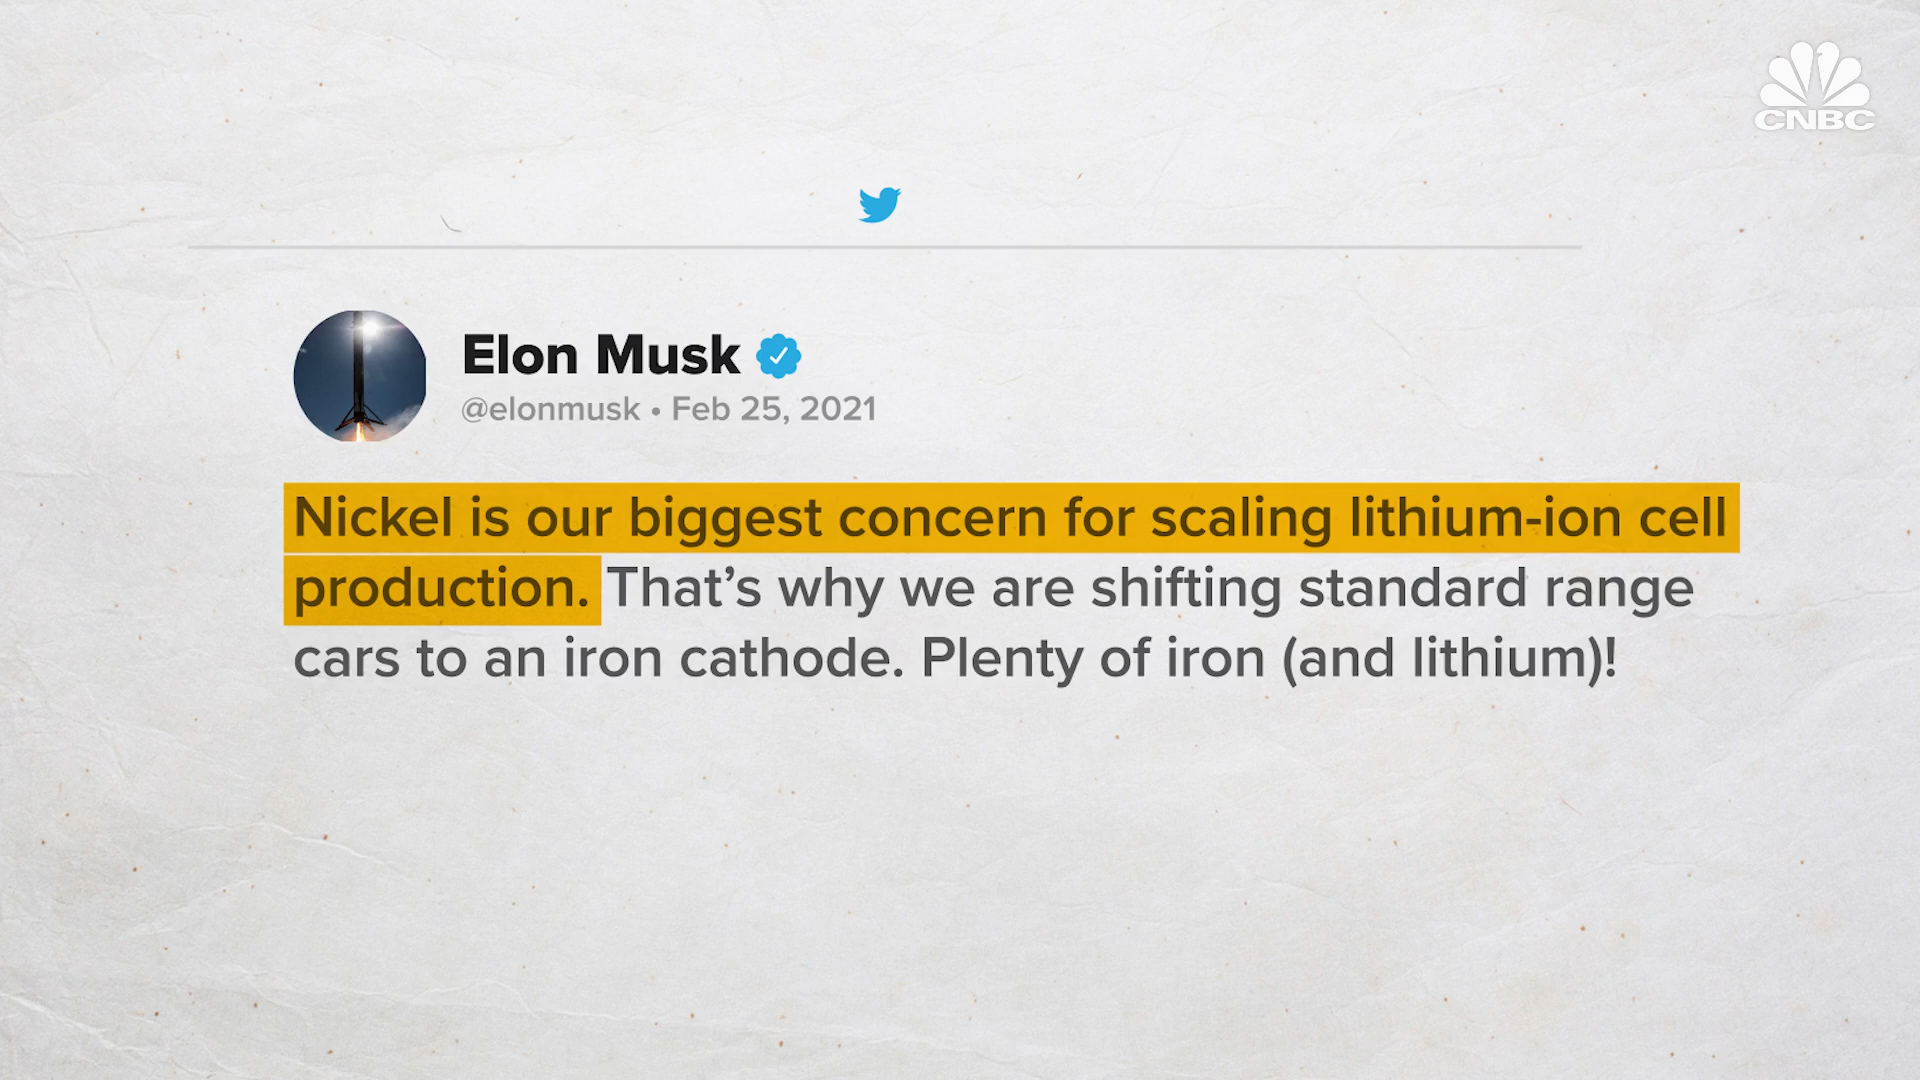 CNBC
Elon Musk
@elonmusk • Feb 25, 2021
Nickel is our biggest concern for scaling lithium-ion cell
production. That’s why we are shifting standard range
cars to an iron cathode. Plenty of iron (and lithium)!